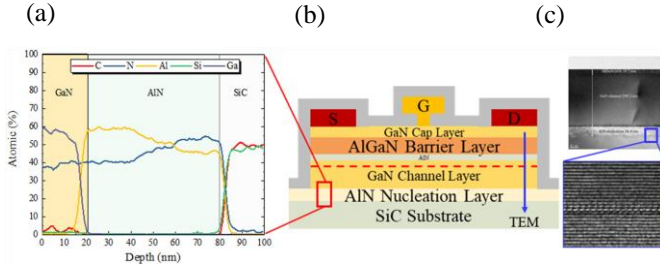 (a)
(b)
(c)
C N Al Si Ga
GaN AlN SiC
100
90
80
70
60
50
40
30
20
10
0
Atomic (%)
0 10 20 30 40 50 60 70 80 90 100
Depth (nm)
S G D
GaN Cap Layer
AlGaN Barrier Layer
AlN
GaN Channel Layer
AlN Nucleation Layer
SiC Substrate
TEM